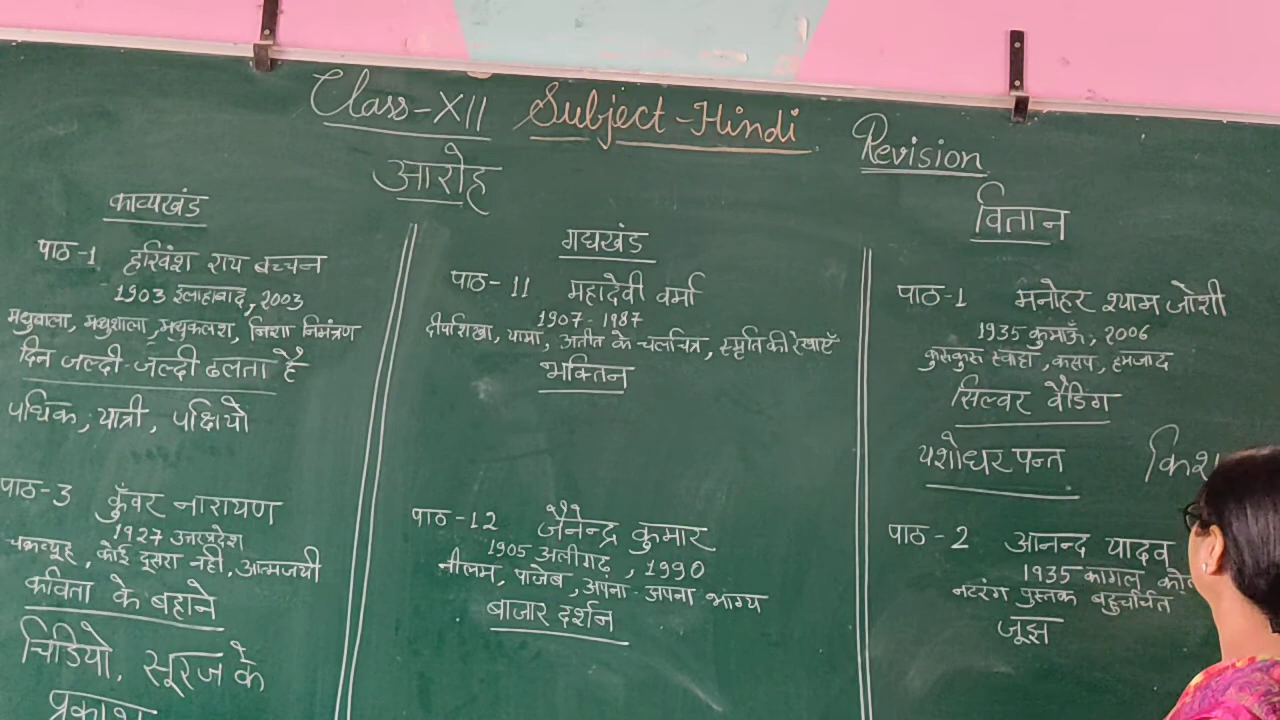 Class-XII Subject-Hindi Revision
आरोह
काव्यखंड
पाठ-1 हरिवंश राय बच्चन
1903 इलाहाबाद, 2003
मधुबाला, मधुशाला, मधुकलश, निशा निमंत्रण
दिन जल्दी-जल्दी ढलता है
पथिक, यात्री, पक्षियो
पाठ-3 कुँवर नारायण
1927 उत्तरप्रदेश
चक्रव्यूह, कोई दूसरा नही, आत्मजयी
कविता के बहाने
चिडियो, सूरज के
प्रकाश
गद्यखंड
पाठ-11 महादेवी वर्मा
1907-1987
दीपशिखा, यामा, अतीत के चलचित्र, स्मृति की रेखाएँ
भक्तिन
पाठ-12 जैनेन्द्र कुमार
1905 अलीगढ़, 1990
नीलम, पाजेब, अपना-अपना भाग्य
बाजार दर्शन
वितान
पाठ-1 मनोहर श्याम जोशी
1935 कुमाऊँ, 2006
कुरुकुरु स्वाहा, कसप, हमजाद
सिल्वर वैडिंग
यशोधर पन्त
पाठ-2 आनन्द यादव
1935 कागल,
नटरंग पुस्तक बहुचर्चित
जूझ